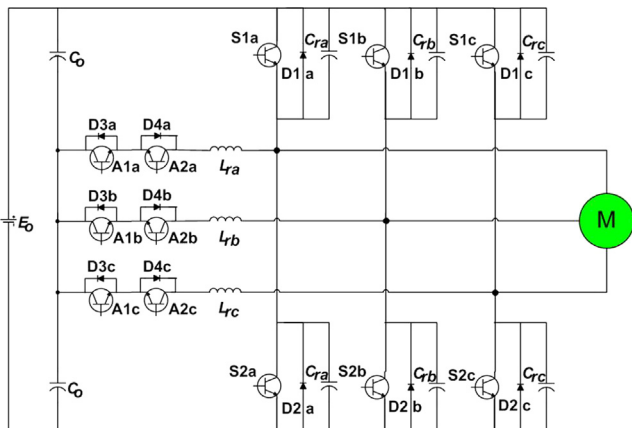 Co
S1a
Cra
S1b
Crb
S1c
Crc
D1 a
D1 b
D1 c
D3a
D4a
A1a
A2a
Lra
D3b
D4b
A1b
A2b
Lrb
Eo
M
D3c
D4c
A1c
A2c
Lrc
Co
S2a
Cra
S2b
Crb
S2c
Crc
D2 a
D2 b
D2 c